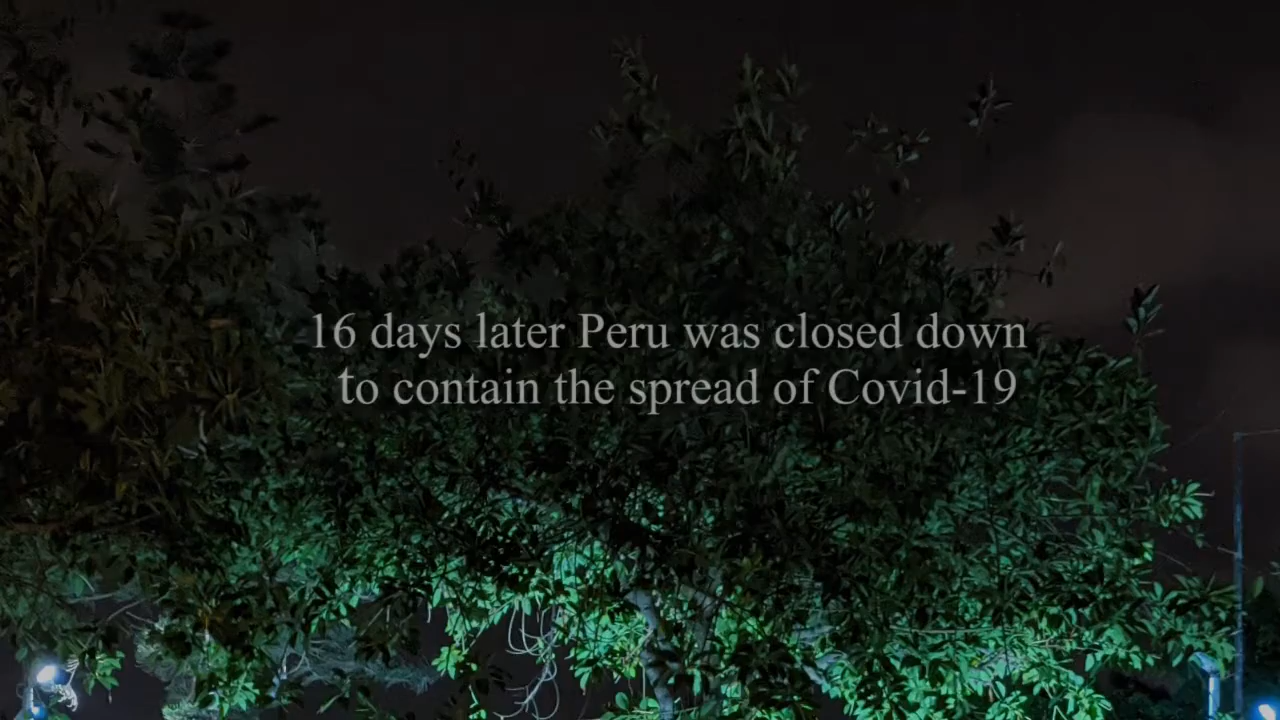 16 days later Peru was closed down
to contain the spread of Covid-19